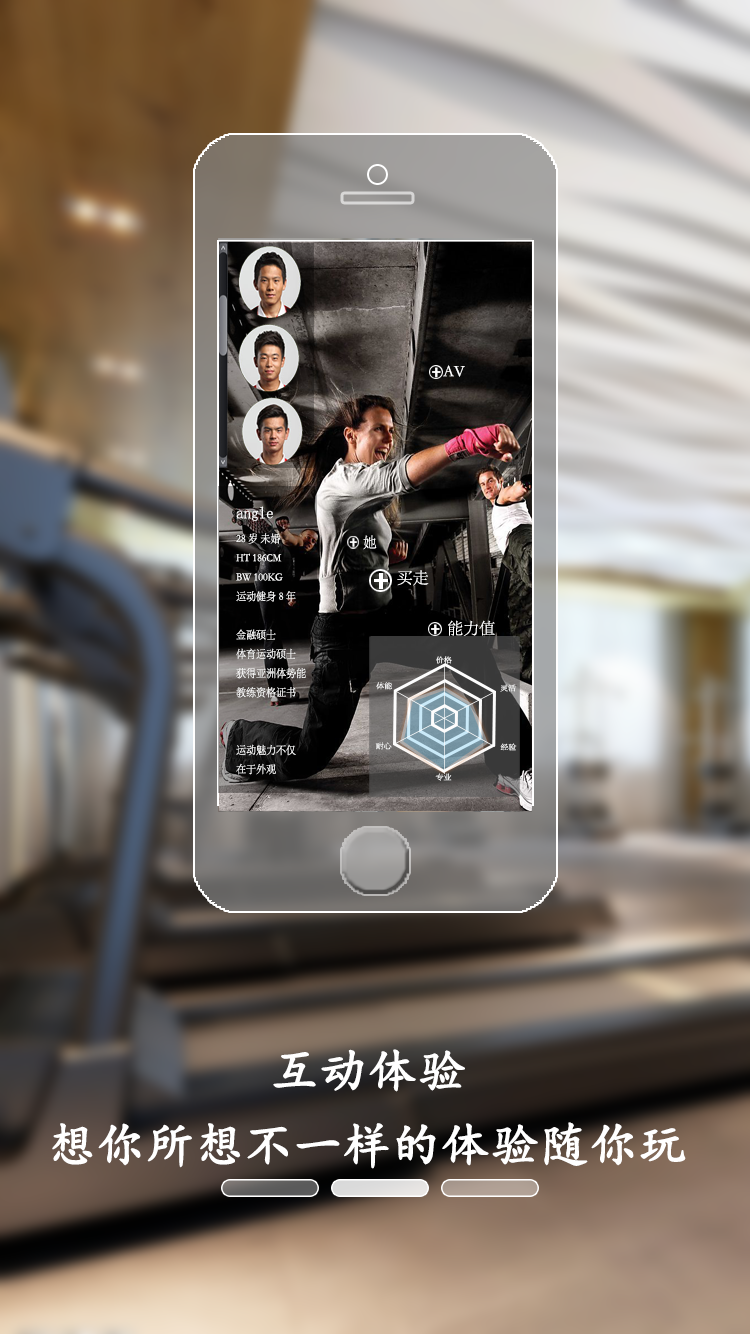 AV
angle
28 岁 未婚
HT 186CM
BW 100KG
运动健身 8 年
她
买走
能力值
金融硕士
体育运动硕士
获得亚洲体势能
教练资格证书
运动魅力不仅
在于外观
价格
体能
灵活
耐心
经验
专业
互动体验
想你所想不一样的体验随你玩